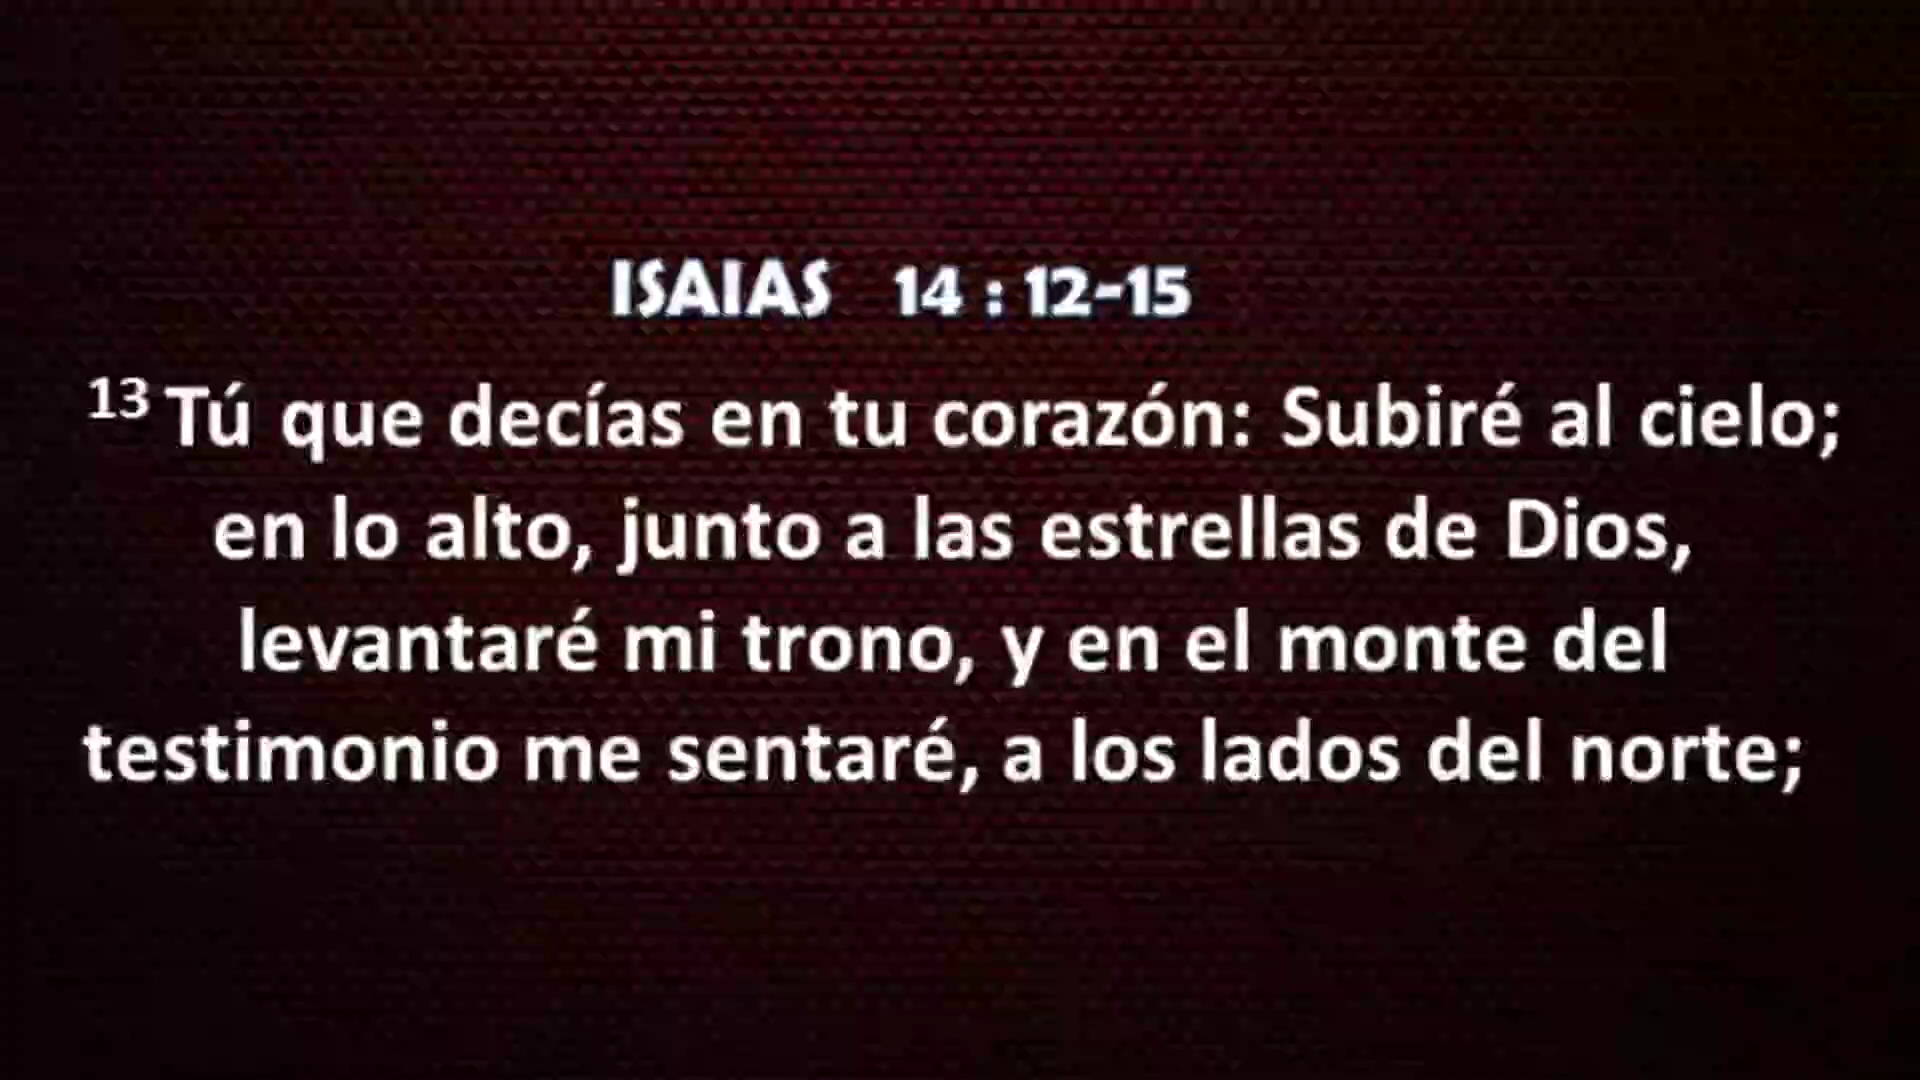 ISAIAS 14 : 12-15
13 Tú que decías en tu corazón: Subiré al cielo;
en lo alto, junto a las estrellas de Dios,
levantaré mi trono, y en el monte del
testimonio me sentaré, a los lados del norte;